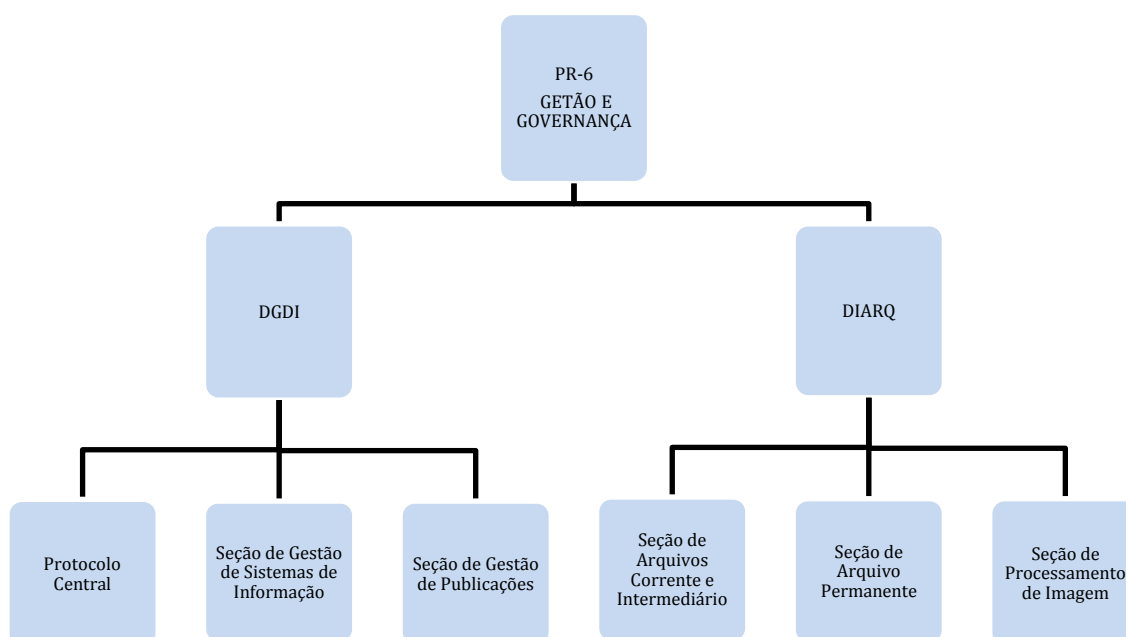 PR-6
GETÃO E
GOVERNANÇA
DGDI
DIARQ
Protocolo
Central
Seção de Gestão
de Sistemas de
Informação
Seção de Gestão
de Publicações
Seção de
Arquivos
Corrente e
Intermediário
Seção de
Arquivo
Permanente
Seção de
Processamento
de Imagem